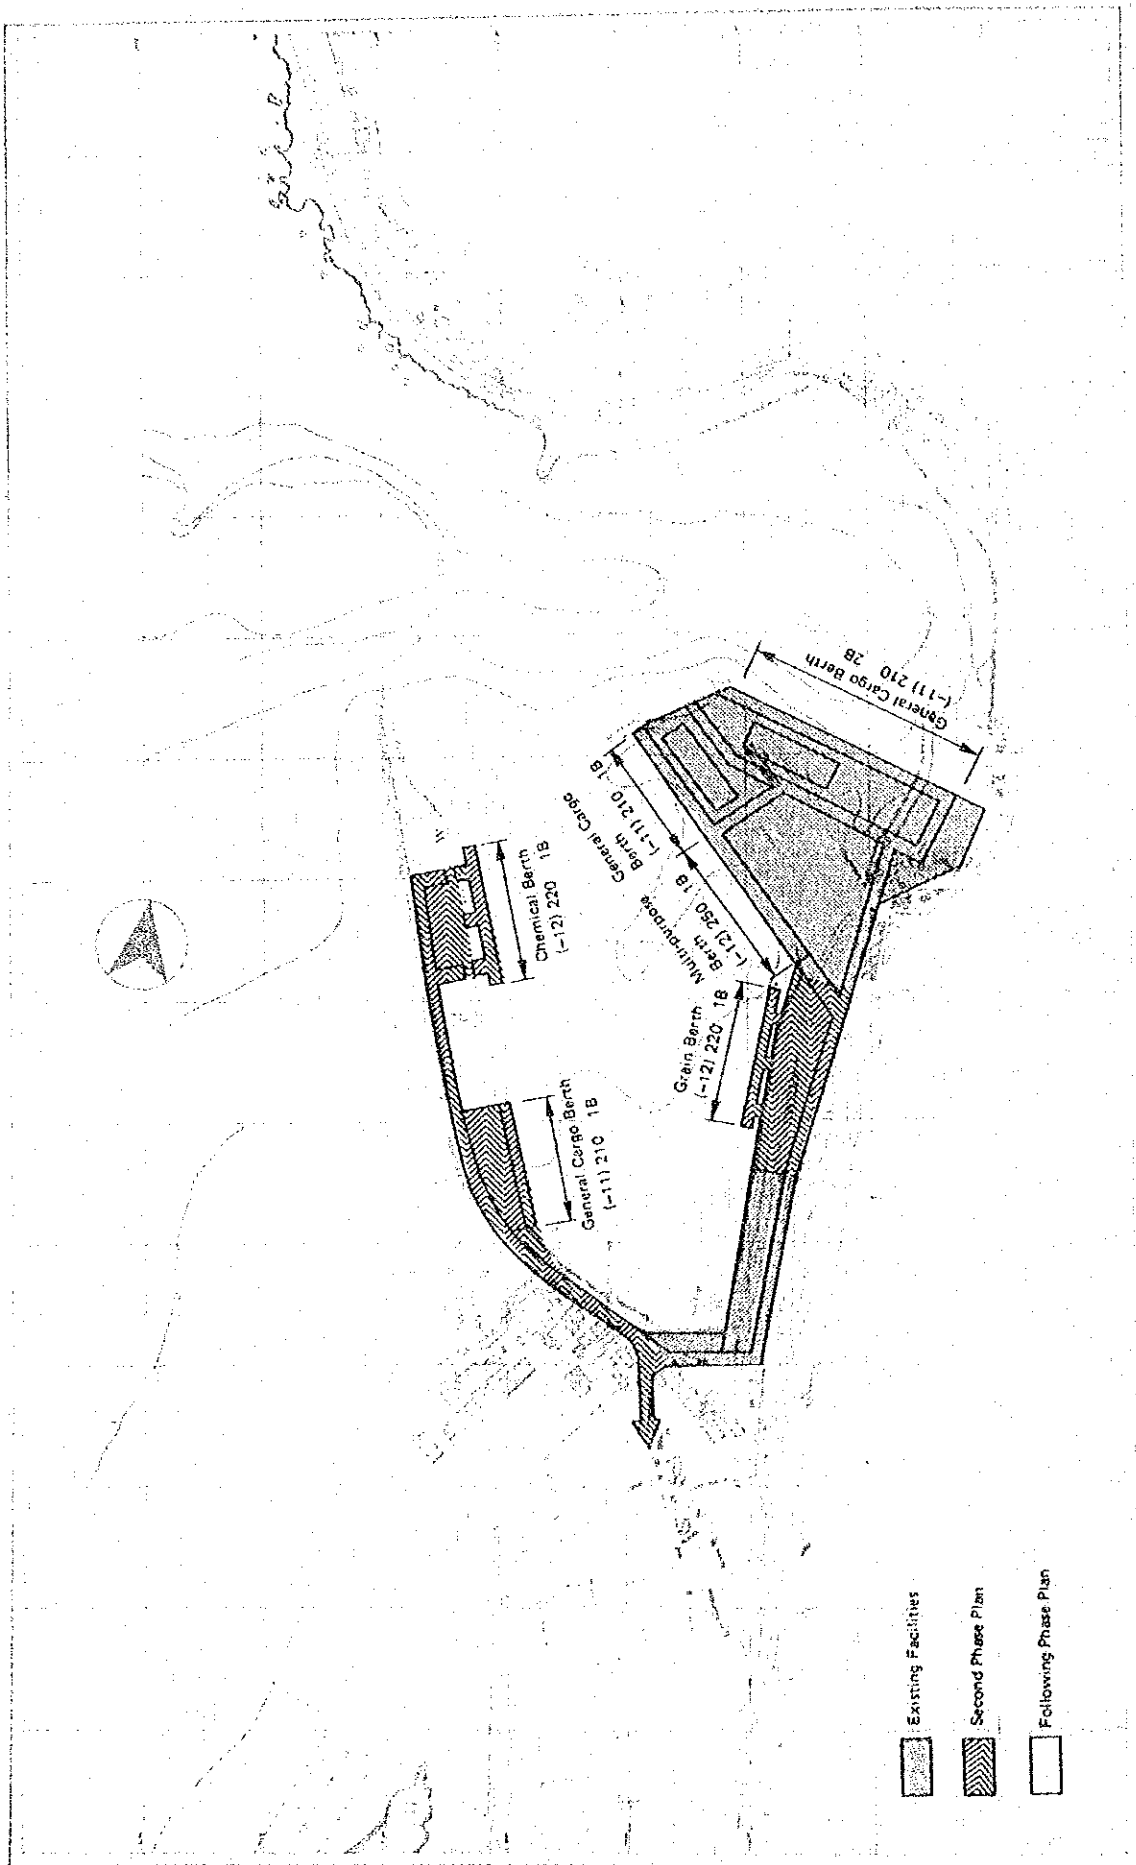 Chemical Berth
(-12) 220 1B
General Cargo Berth
(-11) 210 1B
General Cargo
Berth
(-11) 210 1B
Multi-purpose
Berth
(-12) 250 1B
Grain Berth
(-12) 220 1B
General Cargo Berth
(-11) 210 2B
Existing Facilities
Second Phase Plan
Following Phase Plan